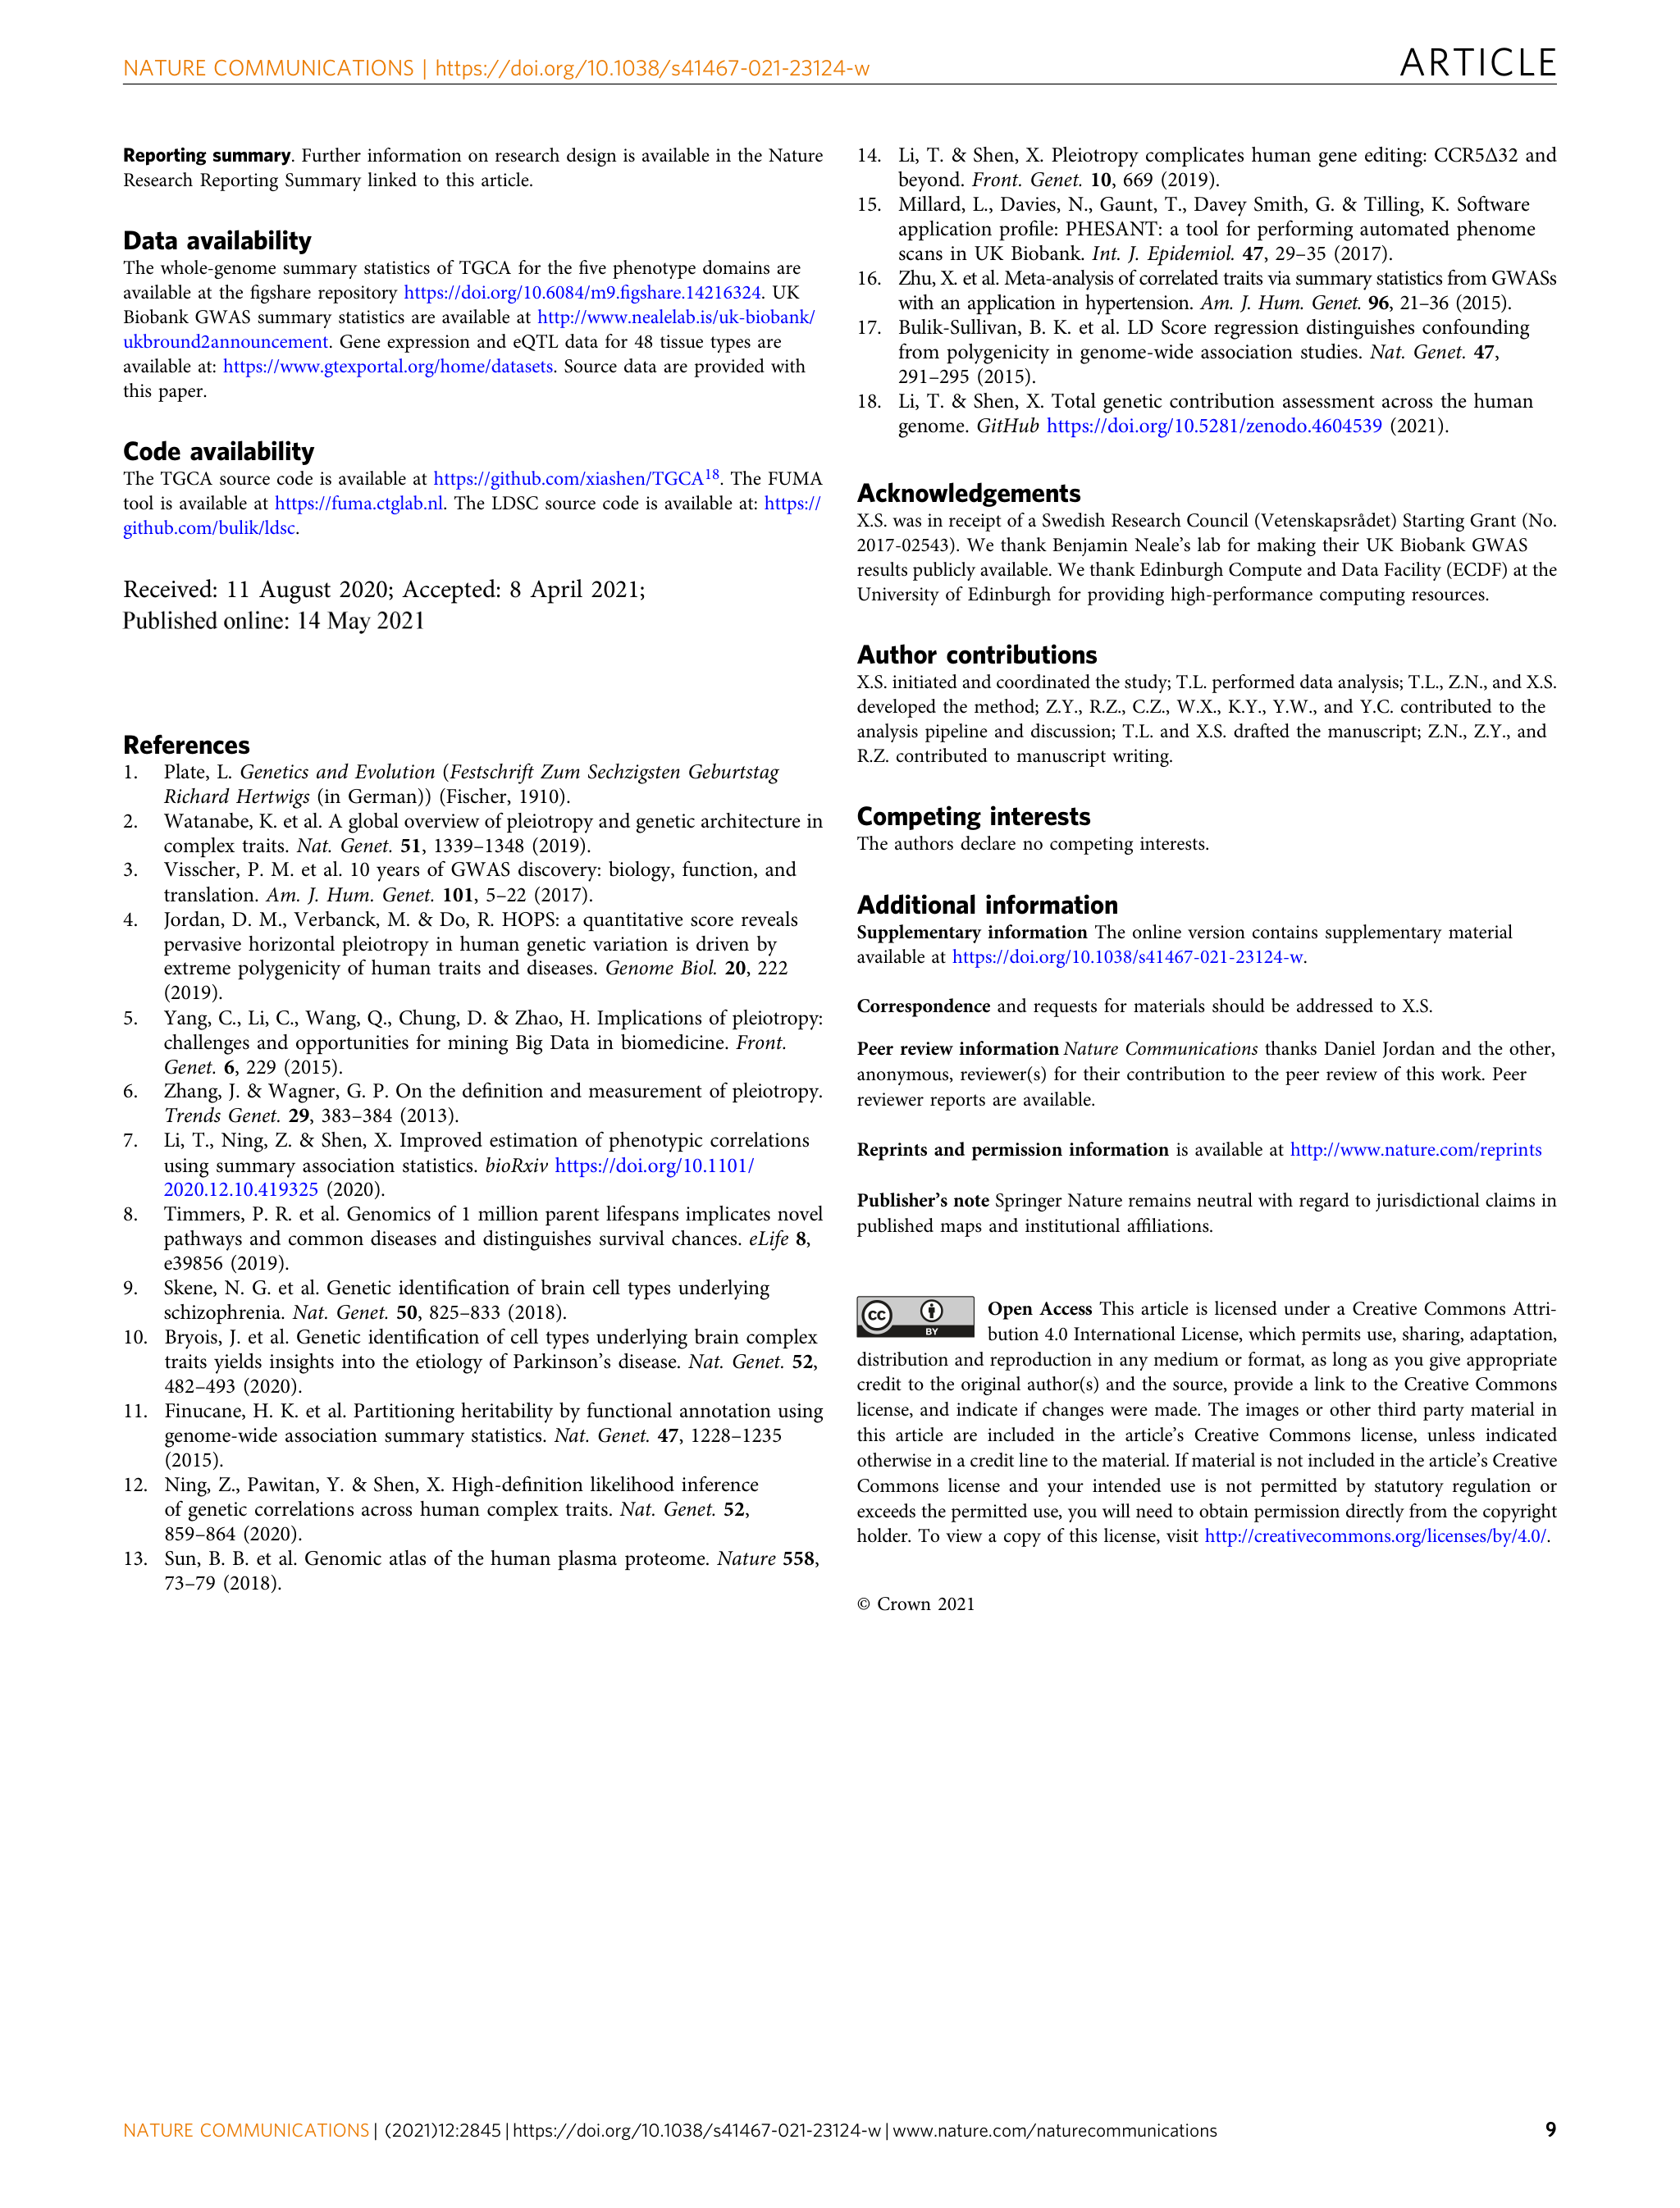 NATURE COMMUNICATIONS | https://doi.org/10.1038/s41467-021-23124-w
ARTICLE
Reporting summary. Further information on research design is available in the Nature
Research Reporting Summary linked to this article.
Data availability
The whole-genome summary statistics of TGCA for the five phenotype domains are
available at the figshare repository https://doi.org/10.6084/m9.figshare.14216324. UK
Biobank GWAS summary statistics are available at http://www.nealelab.is/uk-biobank/
ukbround2announcement. Gene expression and eQTL data for 48 tissue types are
available at: https://www.gtexportal.org/home/datasets. Source data are provided with
this paper.
Code availability
The TGCA source code is available at https://github.com/xiashen/TGCA18. The FUMA
tool is available at https://fuma.ctglab.nl. The LDSC source code is available at: https://
github.com/bulik/ldsc.
Received: 11 August 2020; Accepted: 8 April 2021;
Published online: 14 May 2021
References
1. Plate, L. Genetics and Evolution (Festschrift Zum Sechzigsten Geburtstag
Richard Hertwigs (in German)) (Fischer, 1910).
2. Watanabe, K. et al. A global overview of pleiotropy and genetic architecture in
complex traits. Nat. Genet. 51, 1339–1348 (2019).
3. Visscher, P. M. et al. 10 years of GWAS discovery: biology, function, and
translation. Am. J. Hum. Genet. 101, 5–22 (2017).
4. Jordan, D. M., Verbanck, M. & Do, R. HOPS: a quantitative score reveals
pervasive horizontal pleiotropy in human genetic variation is driven by
extreme polygenicity of human traits and diseases. Genome Biol. 20, 222
(2019).
5. Yang, C., Li, C., Wang, Q., Chung, D. & Zhao, H. Implications of pleiotropy:
challenges and opportunities for mining Big Data in biomedicine. Front.
Genet. 6, 229 (2015).
6. Zhang, J. & Wagner, G. P. On the definition and measurement of pleiotropy.
Trends Genet. 29, 383–384 (2013).
7. Li, T., Ning, Z. & Shen, X. Improved estimation of phenotypic correlations
using summary association statistics. bioRxiv https://doi.org/10.1101/
2020.12.10.419325 (2020).
8. Timmers, P. R. et al. Genomics of 1 million parent lifespans implicates novel
pathways and common diseases and distinguishes survival chances. eLife 8,
e39856 (2019).
9. Skene, N. G. et al. Genetic identification of brain cell types underlying
schizophrenia. Nat. Genet. 50, 825–833 (2018).
10. Bryois, J. et al. Genetic identification of cell types underlying brain complex
traits yields insights into the etiology of Parkinson's disease. Nat. Genet. 52,
482–493 (2020).
11. Finucane, H. K. et al. Partitioning heritability by functional annotation using
genome-wide association summary statistics. Nat. Genet. 47, 1228–1235
(2015).
12. Ning, Z., Pawitan, Y. & Shen, X. High-definition likelihood inference
of genetic correlations across human complex traits. Nat. Genet. 52,
859–864 (2020).
13. Sun, B. B. et al. Genomic atlas of the human plasma proteome. Nature 558,
73–79 (2018).
14. Li, T. & Shen, X. Pleiotropy complicates human gene editing: CCR5Δ32 and
beyond. Front. Genet. 10, 669 (2019).
15. Millard, L., Davies, N., Gaunt, T., Davey Smith, G. & Tilling, K. Software
application profile: PHESANT: a tool for performing automated phenome
scans in UK Biobank. Int. J. Epidemiol. 47, 29–35 (2017).
16. Zhu, X. et al. Meta-analysis of correlated traits via summary statistics from GWASs
with an application in hypertension. Am. J. Hum. Genet. 96, 21–36 (2015).
17. Bulik-Sullivan, B. K. et al. LD Score regression distinguishes confounding
from polygenicity in genome-wide association studies. Nat. Genet. 47,
291–295 (2015).
18. Li, T. & Shen, X. Total genetic contribution assessment across the human
genome. GitHub https://doi.org/10.5281/zenodo.4604539 (2021).
Acknowledgements
X.S. was in receipt of a Swedish Research Council (Vetenskapsrådet) Starting Grant (No.
2017-02543). We thank Benjamin Neale's lab for making their UK Biobank GWAS
results publicly available. We thank Edinburgh Compute and Data Facility (ECDF) at the
University of Edinburgh for providing high-performance computing resources.
Author contributions
X.S. initiated and coordinated the study; T.L. performed data analysis; T.L., Z.N., and X.S.
developed the method; Z.Y., R.Z., C.Z., W.X., K.Y., Y.W., and Y.C. contributed to the
analysis pipeline and discussion; T.L. and X.S. drafted the manuscript; Z.N., Z.Y., and
R.Z. contributed to manuscript writing.
Competing interests
The authors declare no competing interests.
Additional information
Supplementary information The online version contains supplementary material
available at https://doi.org/10.1038/s41467-021-23124-w.
Correspondence and requests for materials should be addressed to X.S.
Peer review information Nature Communications thanks Daniel Jordan and the other,
anonymous, reviewer(s) for their contribution to the peer review of this work. Peer
reviewer reports are available.
Reprints and permission information is available at http://www.nature.com/reprints
Publisher's note Springer Nature remains neutral with regard to jurisdictional claims in
published maps and institutional affiliations.
cc BY
Open Access This article is licensed under a Creative Commons Attri-
bution 4.0 International License, which permits use, sharing, adaptation,
distribution and reproduction in any medium or format, as long as you give appropriate
credit to the original author(s) and the source, provide a link to the Creative Commons
license, and indicate if changes were made. The images or other third party material in
this article are included in the article's Creative Commons license, unless indicated
otherwise in a credit line to the material. If material is not included in the article's Creative
Commons license and your intended use is not permitted by statutory regulation or
exceeds the permitted use, you will need to obtain permission directly from the copyright
holder. To view a copy of this license, visit http://creativecommons.org/licenses/by/4.0/.
© Crown 2021
NATURE COMMUNICATIONS | (2021)12:2845 | https://doi.org/10.1038/s41467-021-23124-w | www.nature.com/naturecommunications
9